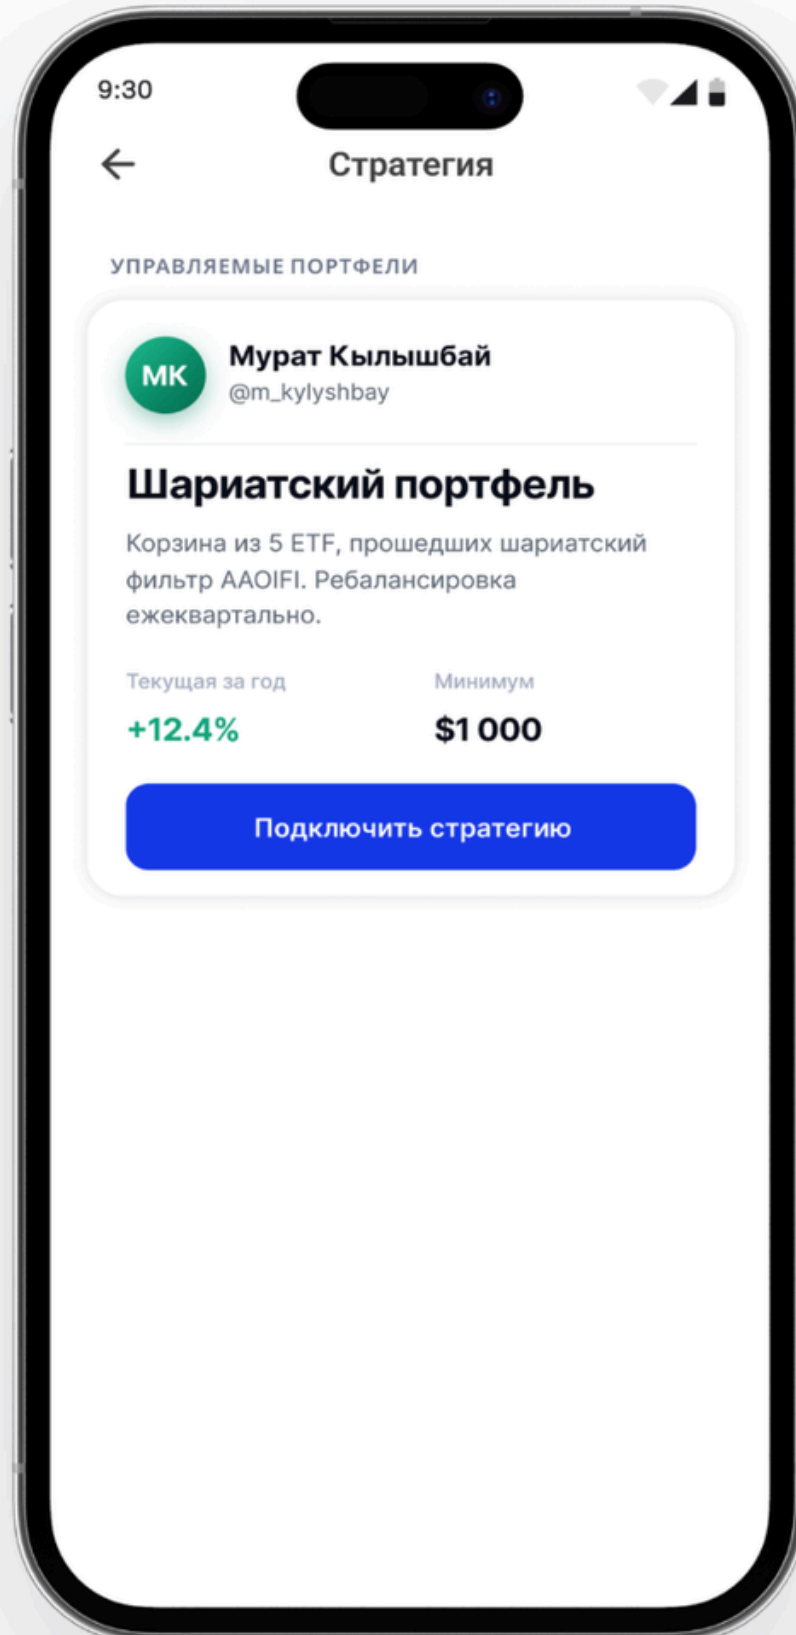 9:30
Стратегия
УПРАВЛЯЕМЫЕ ПОРТФЕЛИ
МК
Мурат Кылышбай
@m_kylyshbay
Шариатский портфель
Корзина из 5 ETF, прошедших шариатский
фильтр AAOIFI. Ребалансировка
ежеквартально.
Текущая за год
Минимум
+12.4%
$1 000
Подключить стратегию